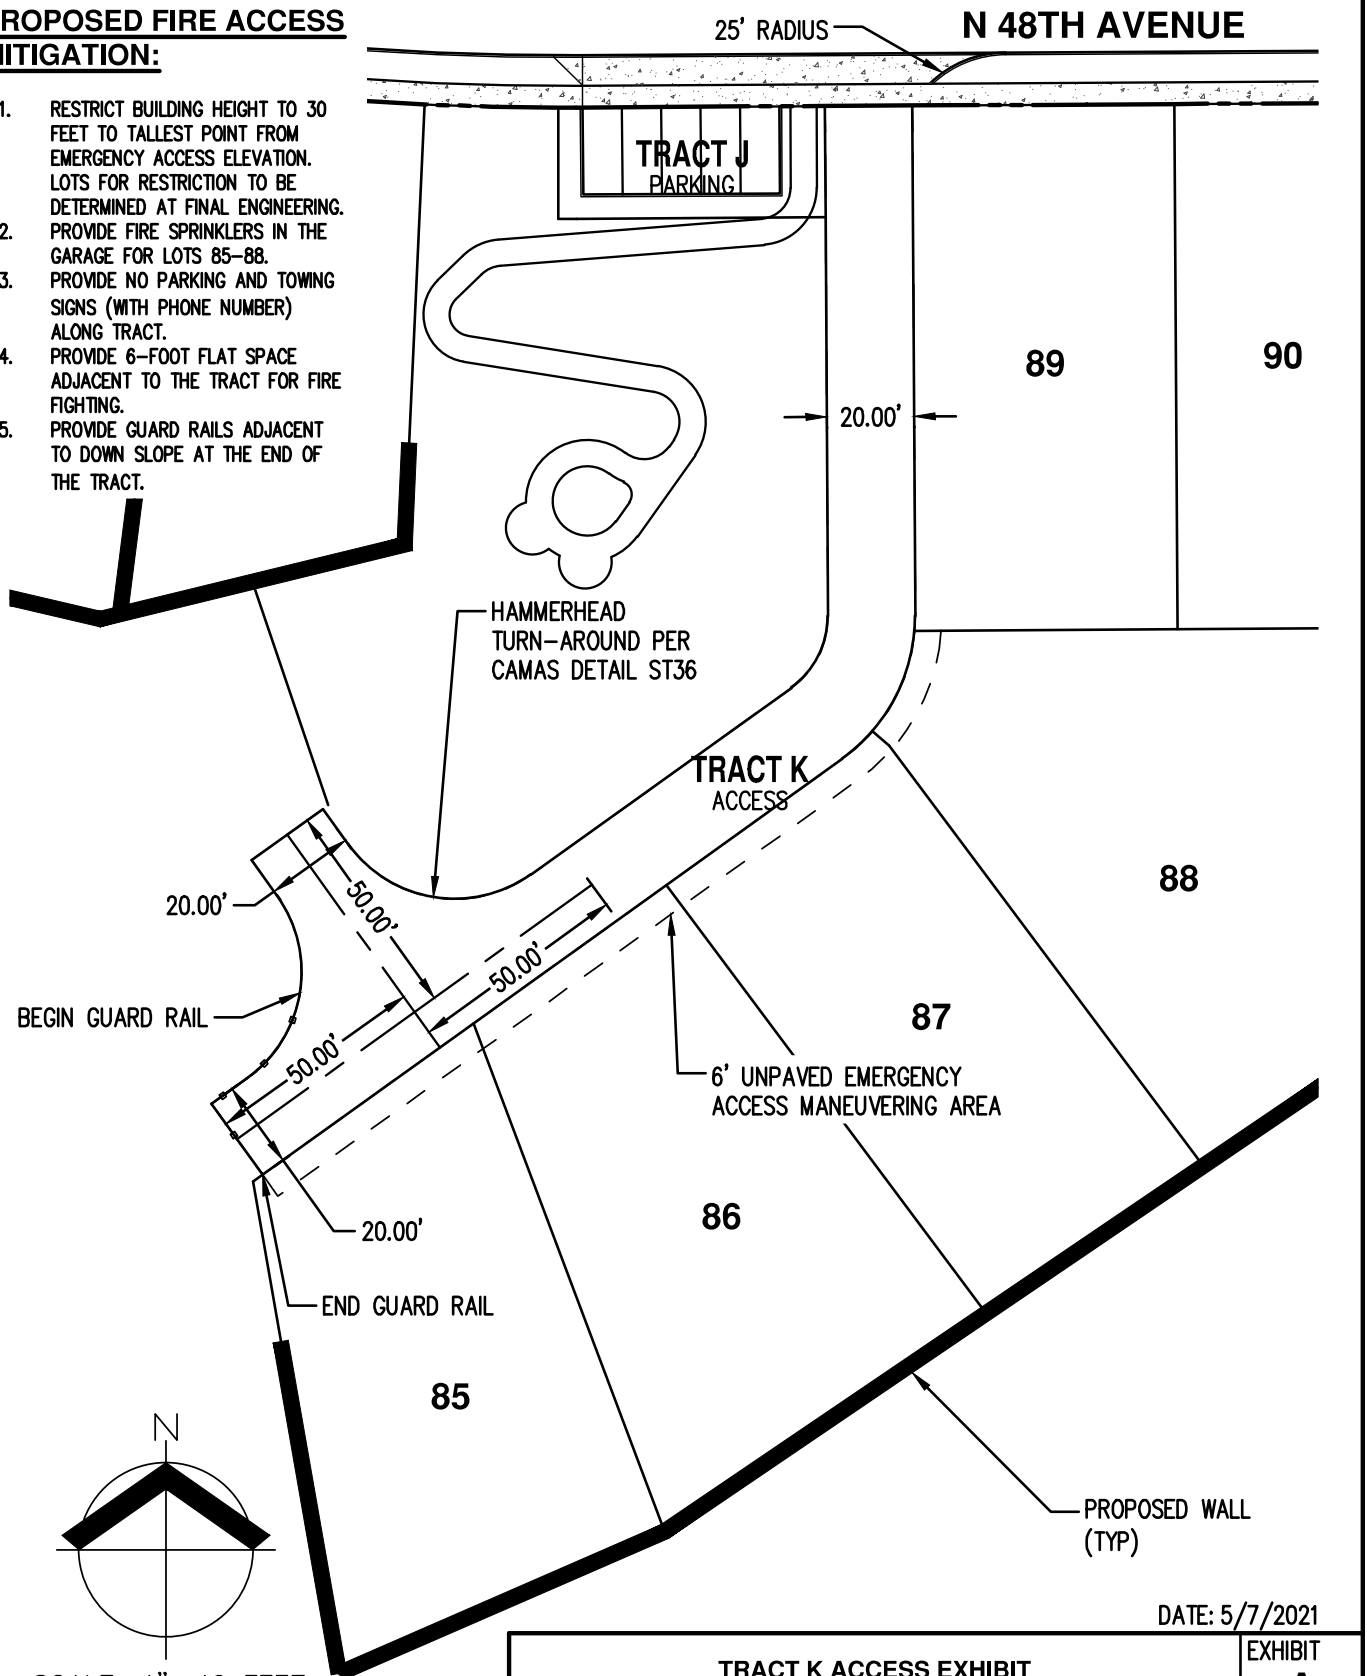 ROPOSED FIRE ACCESS
MITIGATION:
1. RESTRICT BUILDING HEIGHT TO 30
FEET TO TALLEST POINT FROM
EMERGENCY ACCESS ELEVATION.
LOTS FOR RESTRICTION TO BE
DETERMINED AT FINAL ENGINEERING.
2. PROVIDE FIRE SPRINKLERS IN THE
GARAGE FOR LOTS 85-88.
3. PROVIDE NO PARKING AND TOWING
SIGNS (WITH PHONE NUMBER)
ALONG TRACT.
4. PROVIDE 6-FOOT FLAT SPACE
ADJACENT TO THE TRACT FOR FIRE
FIGHTING.
5. PROVIDE GUARD RAILS ADJACENT
TO DOWN SLOPE AT THE END OF
THE TRACT.
25' RADIUS
N 48TH AVENUE
TRACT J
PARKING
89
90
20.00'
HAMMERHEAD
TURN-AROUND PER
CAMAS DETAIL ST36
TRACT K
ACCESS
88
20.00'
50.00'
50.00'
BEGIN GUARD RAIL
50.00'
87
6' UNPAVED EMERGENCY
ACCESS MANEUVERING AREA
86
20.00'
END GUARD RAIL
85
N
PROPOSED WALL
(TYP)
DATE: 5/7/2021
EXHIBIT
TRACT K ACCESS EXHIBIT